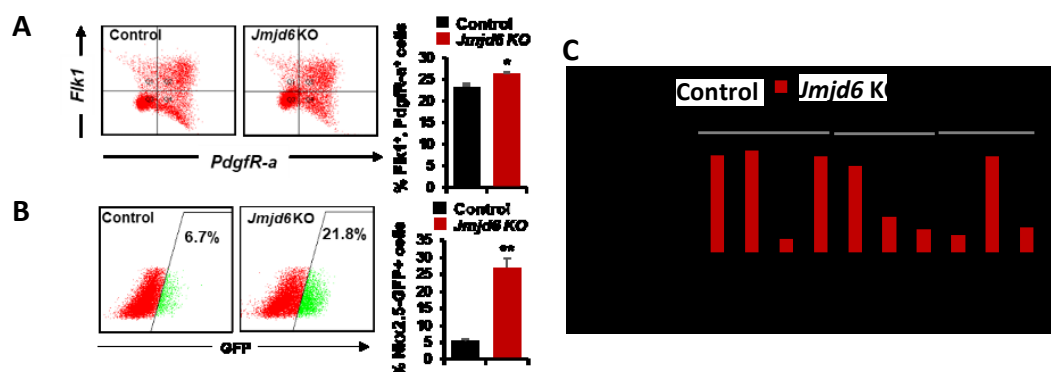 A
Flk1
Control
Jmjd6 KO
PdgfR-a
Control
Jmjd6 KO
% Flk1⁺, PdgfR-a⁺ cells
30
25
20
15
10
5
0
*
B
Control
6.7%
Jmjd6 KO
21.8%
GFP
Control
Jmjd6 KO
% Nkx2.5-GFP+ cells
35
30
25
20
15
10
5
0
**
C
Control
Jmjd6 K